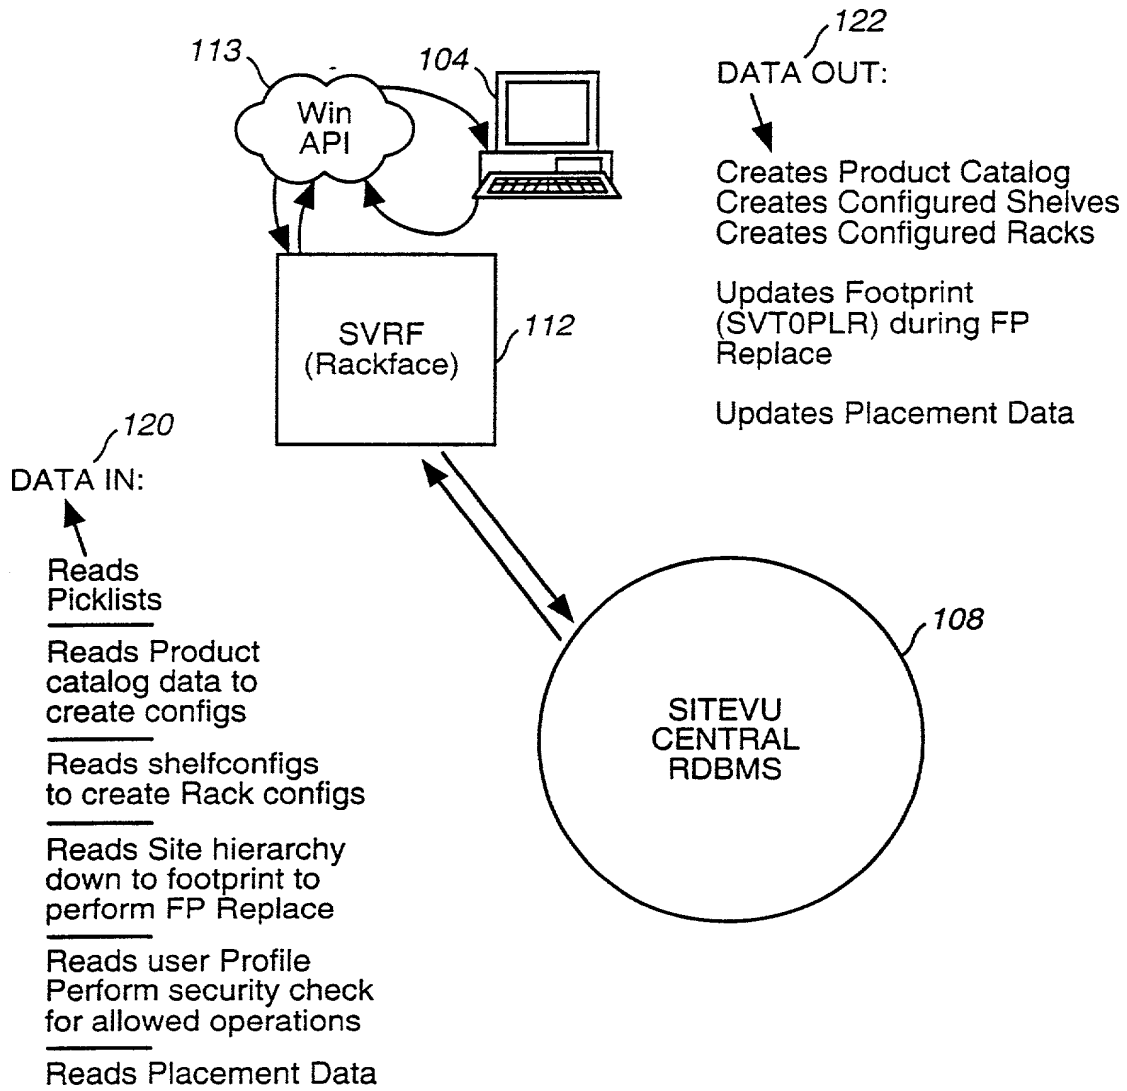 113
Win
API
104
122
DATA OUT:
Creates Product Catalog
Creates Configured Shelves
Creates Configured Racks
Updates Footprint
(SVT0PLR) during FP
Replace
Updates Placement Data
SVRF
(Rackface)
112
120
DATA IN:
Reads
Picklists
Reads Product
catalog data to
create configs
Reads shelfconfigs
to create Rack configs
Reads Site hierarchy
down to footprint to
perform FP Replace
Reads user Profile
Perform security check
for allowed operations
Reads Placement Data
108
SITEVU
CENTRAL
RDBMS